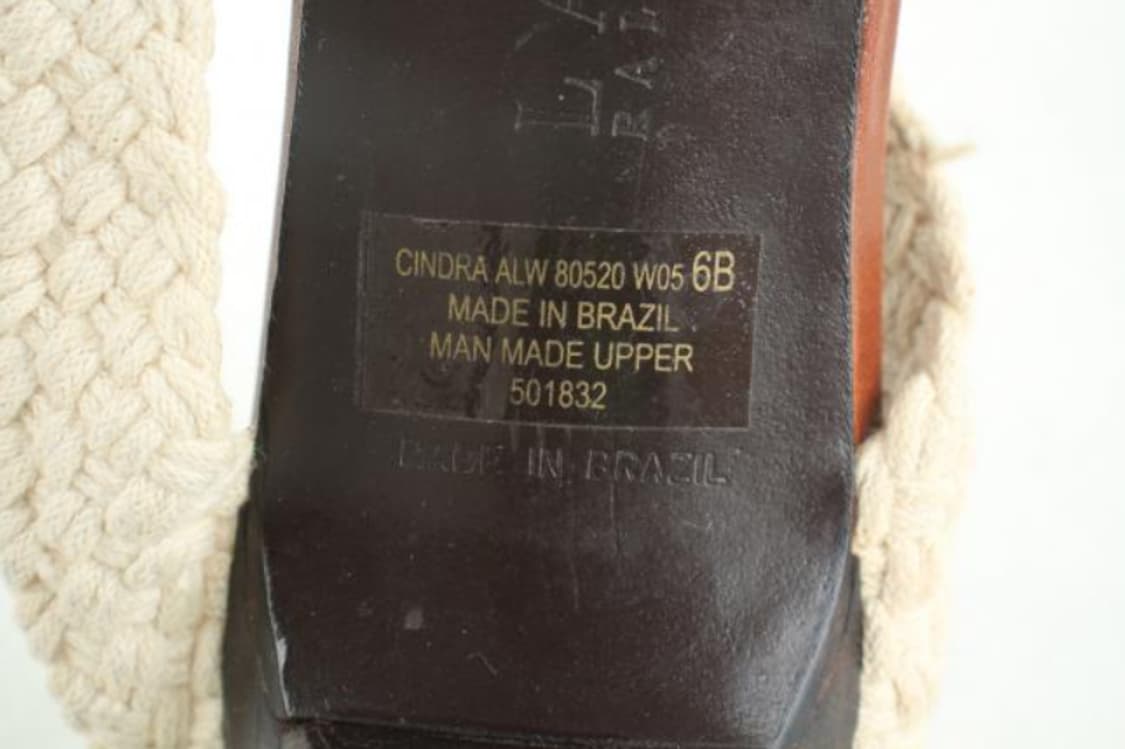 CINDRA ALW 80520 W05 6B
MADE IN BRAZIL
MAN MADE UPPER
501832
MADE IN BRAZIL